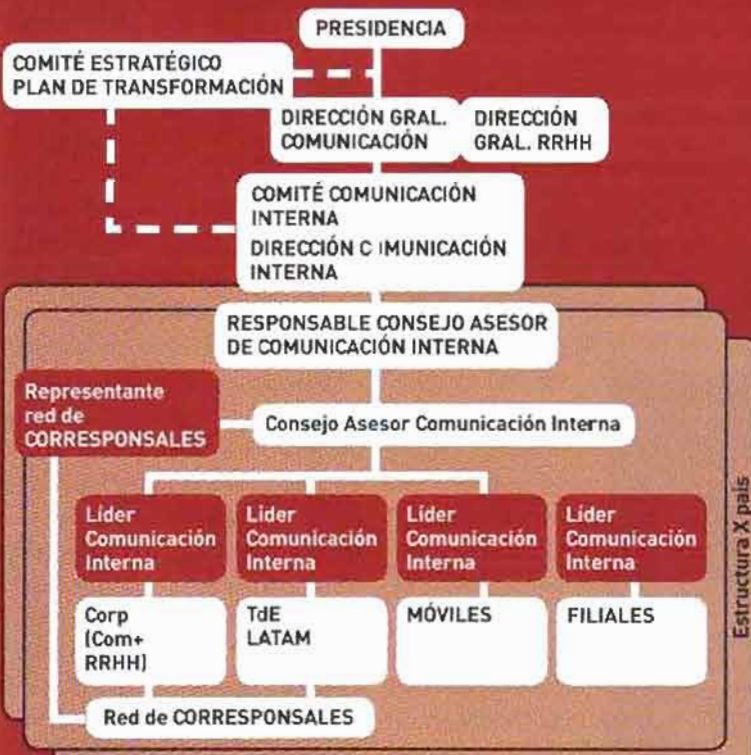 PRESIDENCIA
COMITÉ ESTRATÉGICO
PLAN DE TRANSFORMACIÓN
DIRECCIÓN GRAL.
COMUNICACIÓN
DIRECCIÓN
GRAL. RRHH
COMITÉ COMUNICACIÓN
INTERNA
DIRECCIÓN C MUNICACIÓN
INTERNA
RESPONSABLE CONSEJO ASESOR
DE COMUNICACIÓN INTERNA
Representante
red de
CORRESPONSALES
Consejo Asesor Comunicación Interna
Líder
Comunicación
Interna
Líder
Comunicación
Interna
Líder
Comunicación
Interna
Líder
Comunicación
Interna
Corp
(Com+
RRHH)
TdE
LATAM
MÓVILES
FILIALES
Red de CORRESPONSALES
Estructura X país